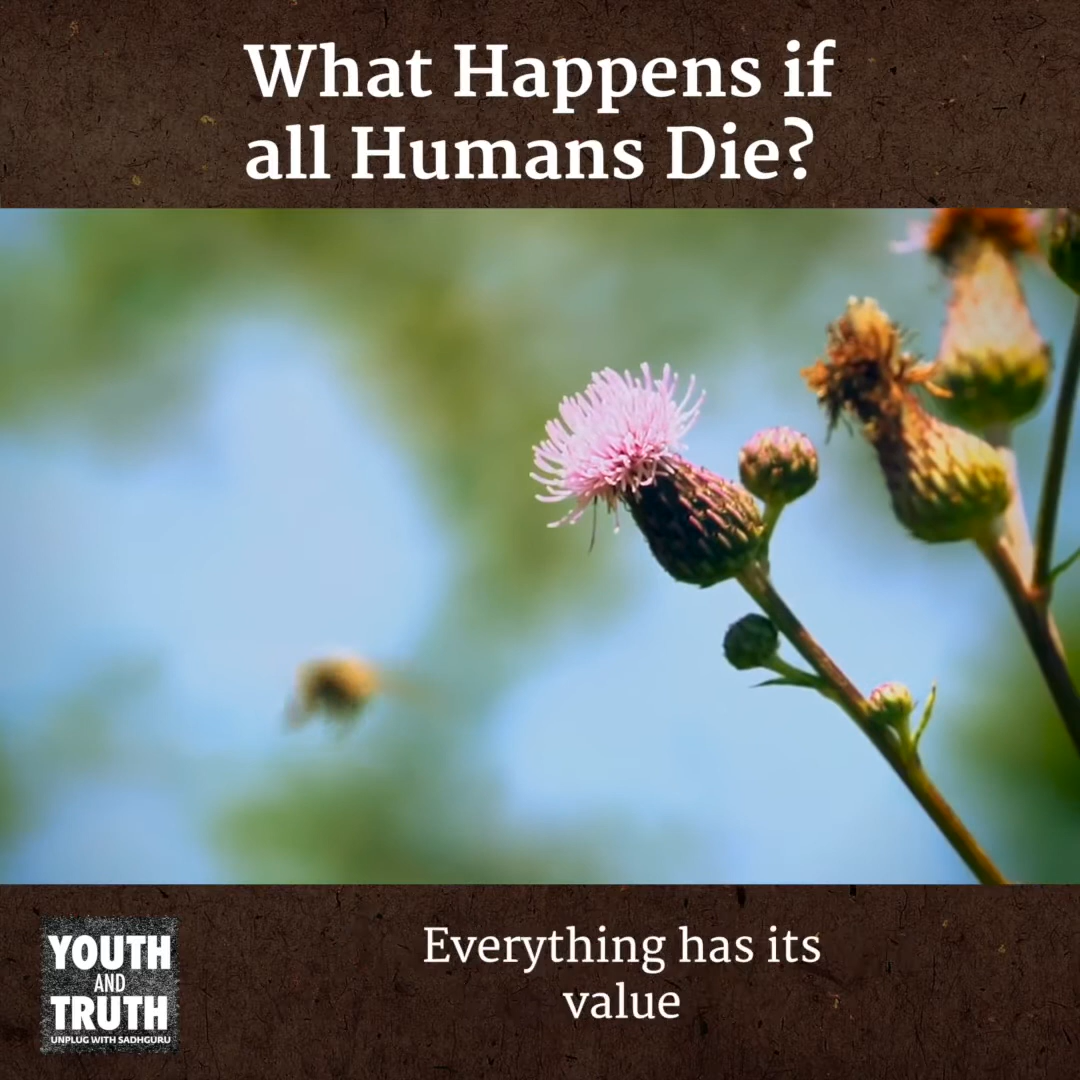 What Happens if
all Humans Die?
YOUTH
AND
TRUTH
UNPLUG WITH SADHGURU
Everything has its
value